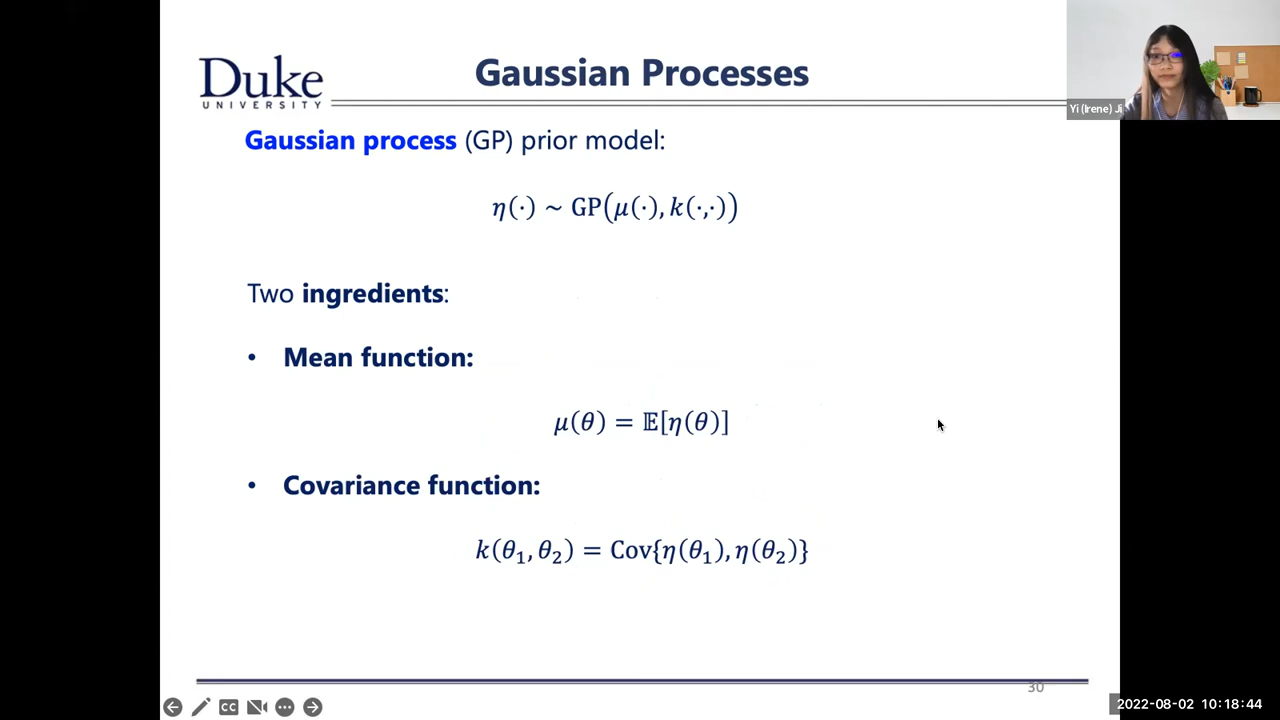 Duke
UNIVERSITY
Gaussian Processes
Yi (Irene) Ji
Gaussian process (GP) prior model:
η(·) ~ GP(μ(·), k(·,·))
Two ingredients:
• Mean function:
μ(θ) = 𝔼[η(θ)]
• Covariance function:
k(θ₁, θ₂) = Cov{η(θ₁), η(θ₂)}
30
CC
2022-08-02 10:18:44